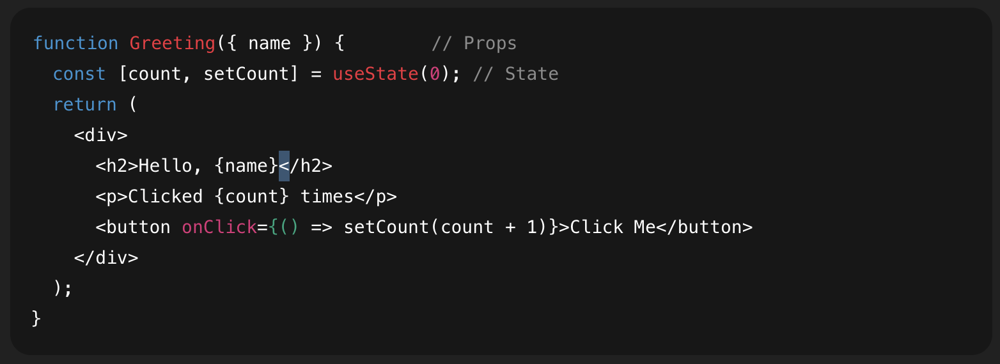 function Greeting({ name }) {        // Props
  const [count, setCount] = useState(0); // State
  return (
    <div>
      <h2>Hello, {name}</h2>
      <p>Clicked {count} times</p>
      <button onClick={() => setCount(count + 1)}>Click Me</button>
    </div>
  );
}